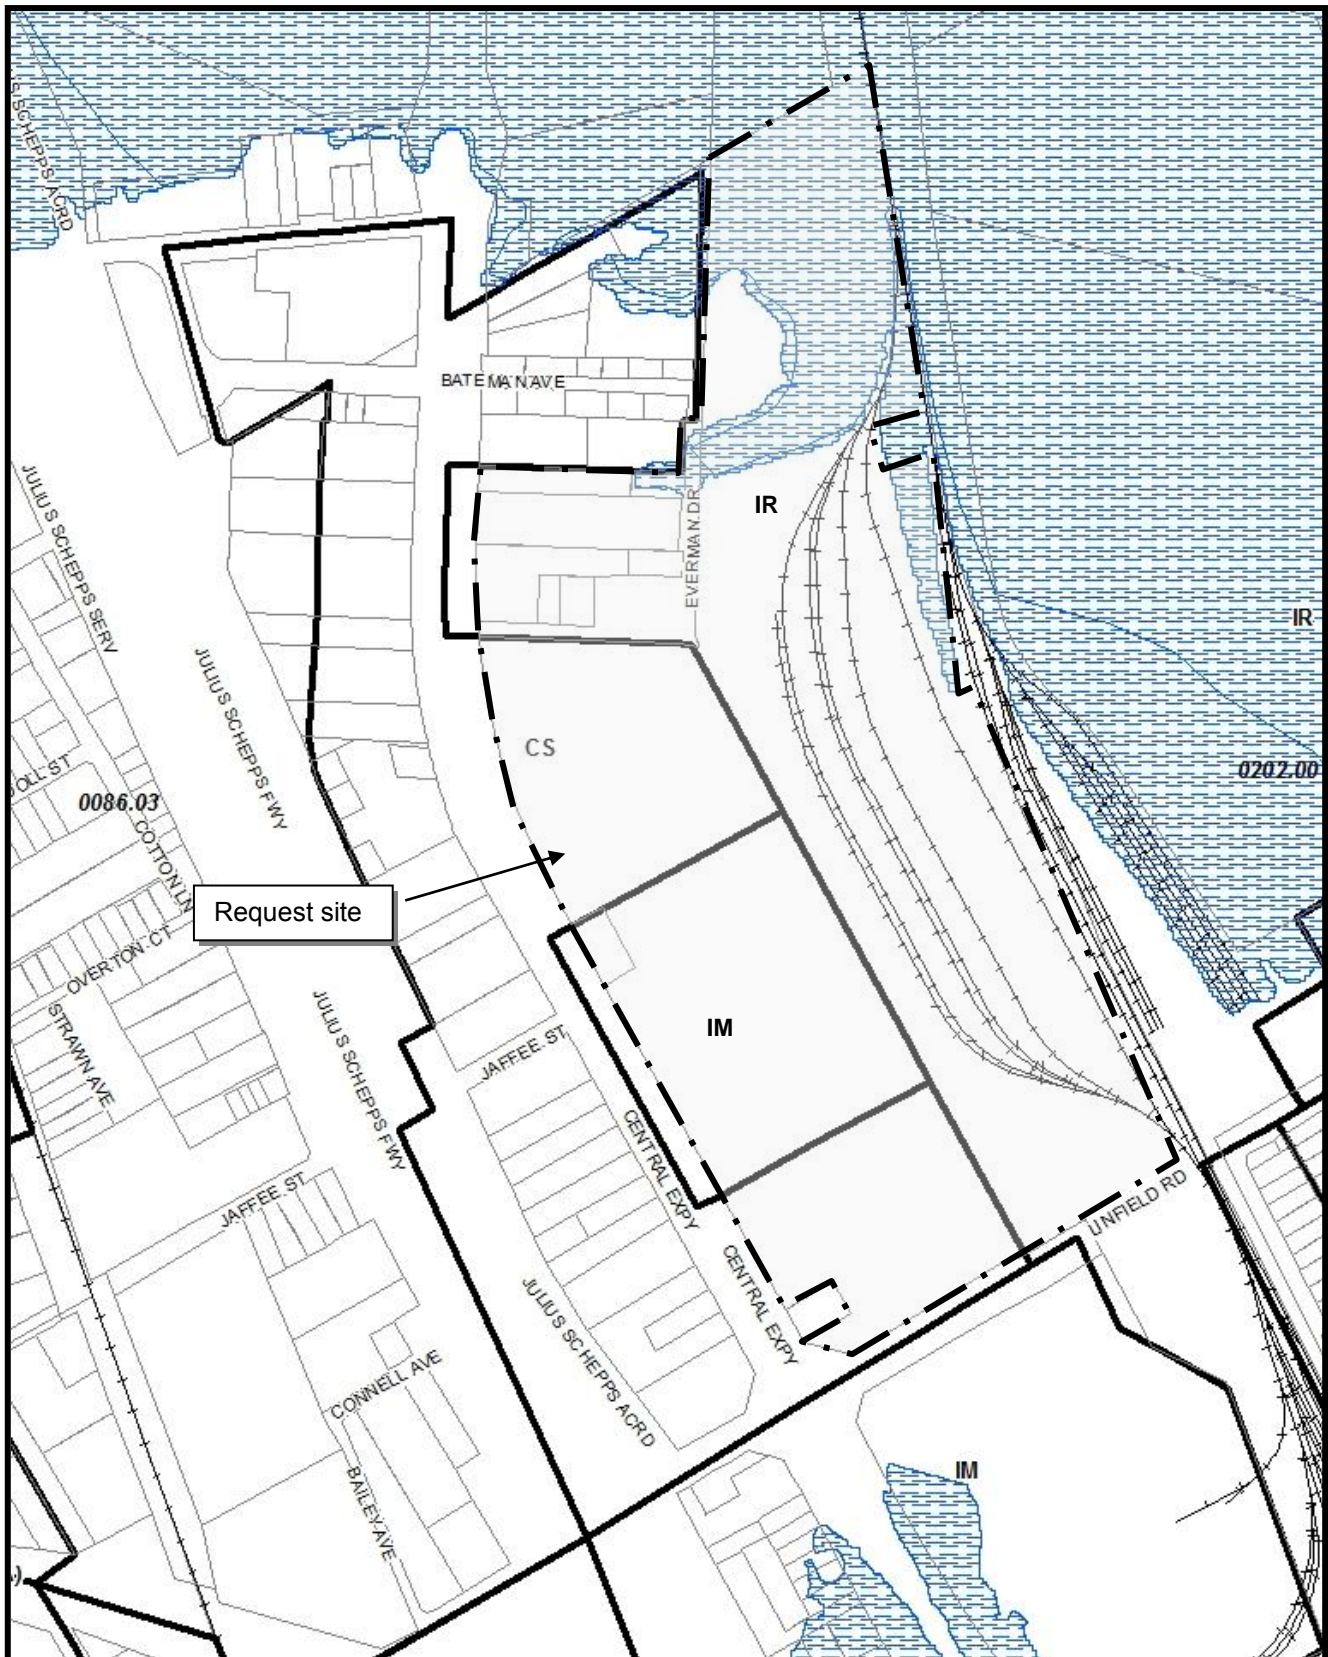 S SCHEPPS ACRD
BATEMAN AVE
JULIUS SCHEPPS SERV
IR
EVERMAN DR
IR
JULIUS SCHEPPS FWY
CS
OLL ST
0086.03
0202.00
COTTON LN
Request site
OVERTON CT
STRAWN AVE
JULIUS SCHEPPS FWY
IM
JAFFEE ST
CENTRAL EXPY
JAFFEE ST
LINFIELD RD
CENTRAL EXPY
JULIUS SCHEPPS ACRD
CONNELL AVE
BAILEY AVE
IM